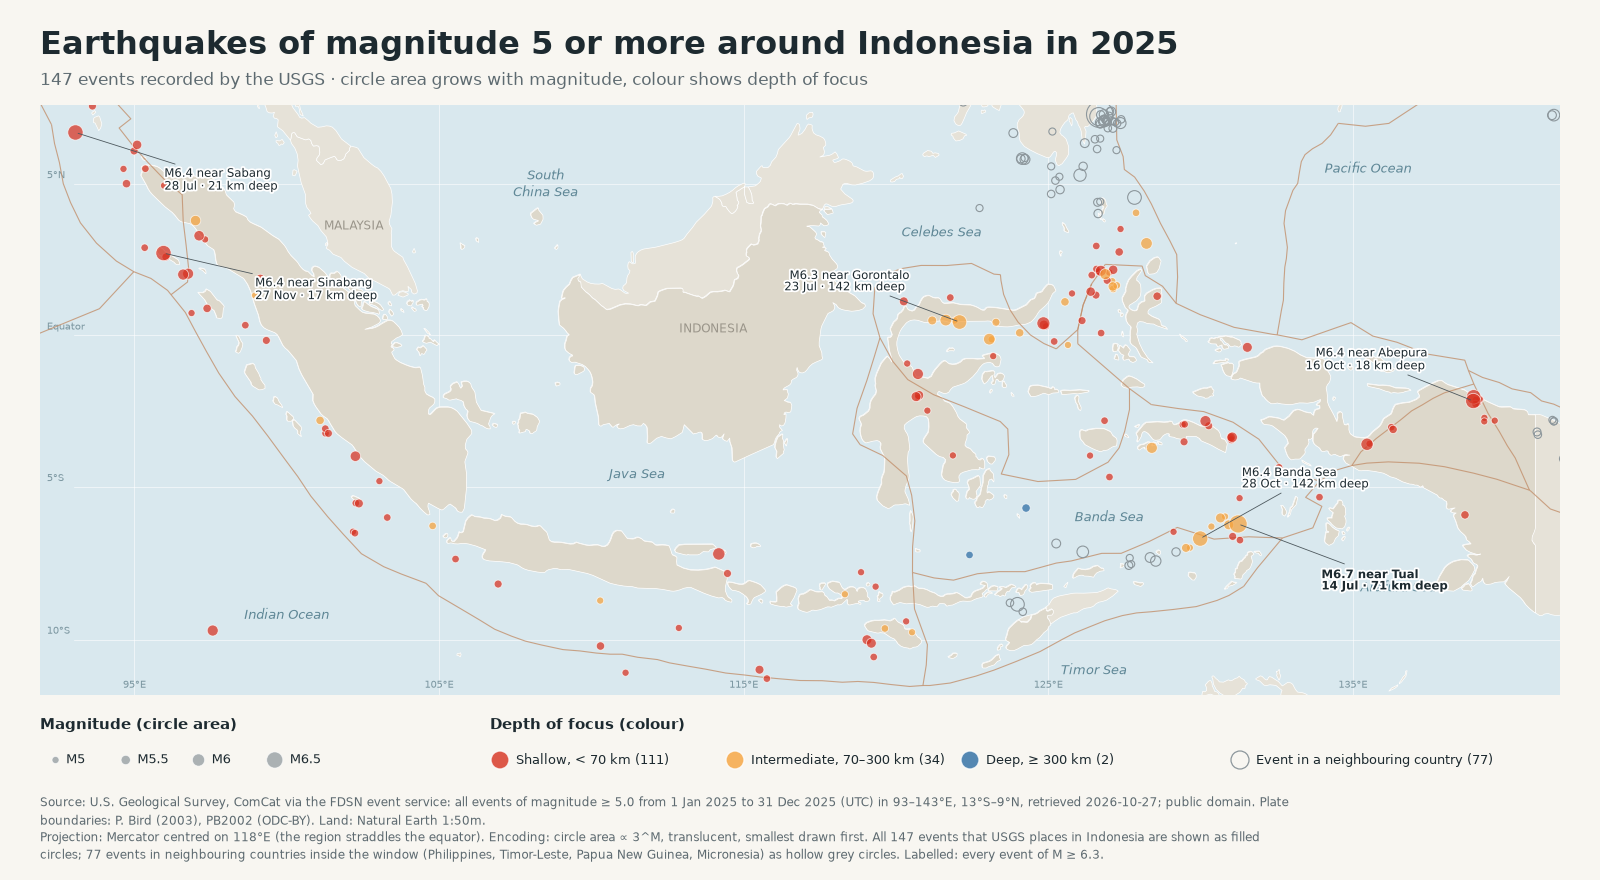 Earthquakes of magnitude 5 or more around Indonesia in 2025
147 events recorded by the USGS · circle area grows with magnitude, colour shows depth of focus
5°N
M6.4 near Sabang
28 Jul · 21 km deep
South
China Sea
Pacific Ocean
MALAYSIA
Celebes Sea
M6.4 near Sinabang
27 Nov · 17 km deep
M6.3 near Gorontalo
23 Jul · 142 km deep
Equator
INDONESIA
M6.4 near Abepura
16 Oct · 18 km deep
5°S
Java Sea
M6.4 Banda Sea
28 Oct · 142 km deep
Banda Sea
M6.7 near Tual
14 Jul · 71 km deep
Indian Ocean
10°S
Timor Sea
95°E
105°E
115°E
125°E
135°E
Magnitude (circle area)
M5
M5.5
M6
M6.5
Depth of focus (colour)
Shallow, < 70 km (111)
Intermediate, 70–300 km (34)
Deep, ≥ 300 km (2)
Event in a neighbouring country (77)
Source: U.S. Geological Survey, ComCat via the FDSN event service: all events of magnitude ≥ 5.0 from 1 Jan 2025 to 31 Dec 2025 (UTC) in 93–143°E, 13°S–9°N, retrieved 2026-10-27; public domain. Plate
boundaries: P. Bird (2003), PB2002 (ODC-BY). Land: Natural Earth 1:50m.
Projection: Mercator centred on 118°E (the region straddles the equator). Encoding: circle area ∝ 3^M, translucent, smallest drawn first. All 147 events that USGS places in Indonesia are shown as filled
circles; 77 events in neighbouring countries inside the window (Philippines, Timor-Leste, Papua New Guinea, Micronesia) as hollow grey circles. Labelled: every event of M ≥ 6.3.